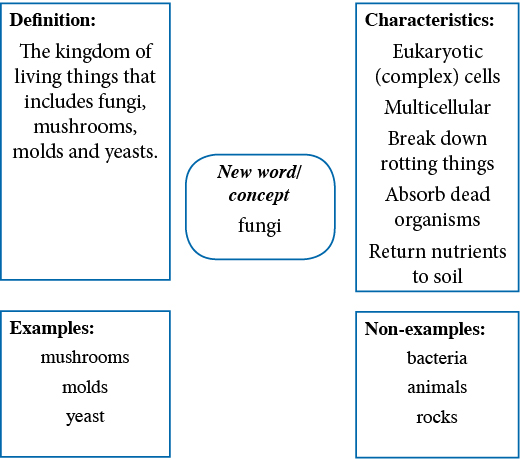 Definition:
The kingdom of
living things that
includes fungi,
mushrooms,
molds and yeasts.
Characteristics:
Eukaryotic
(complex) cells
Multicellular
Break down
rotting things
Absorb dead
organisms
Return nutrients
to soil
New word/
concept
fungi
Examples:
mushrooms
molds
yeast
Non-examples:
bacteria
animals
rocks